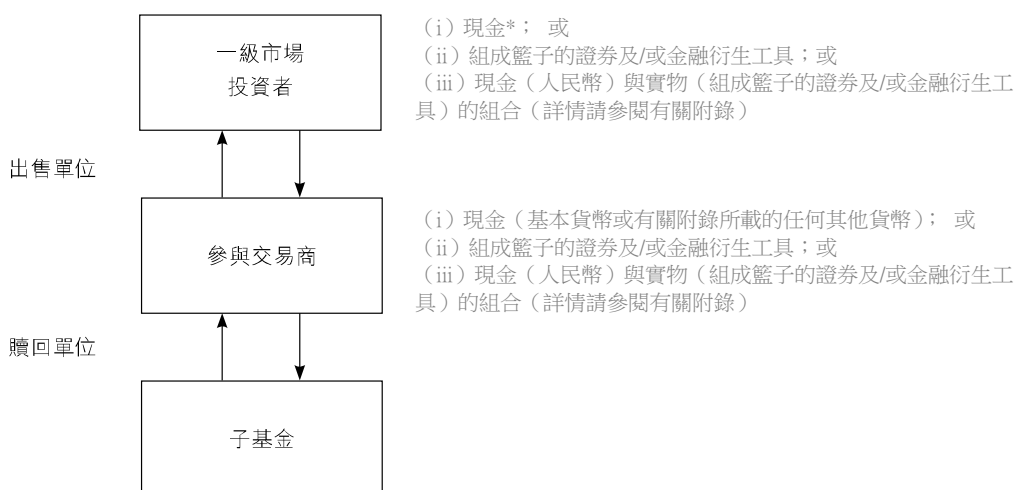 一級市場
投資者
（i）現金*； 或
（ii）組成籃子的證券及/或金融衍生工具；或
（iii）現金（人民幣）與實物（組成籃子的證券及/或金融衍生工
具）的組合（詳情請參閱有關附錄）
出售單位
參與交易商
（i）現金（基本貨幣或有關附錄所載的任何其他貨幣）； 或
（ii）組成籃子的證券及/或金融衍生工具；或
（iii）現金（人民幣）與實物（組成籃子的證券及/或金融衍生工
具）的組合（詳情請參閱有關附錄）
贖回單位
子基金